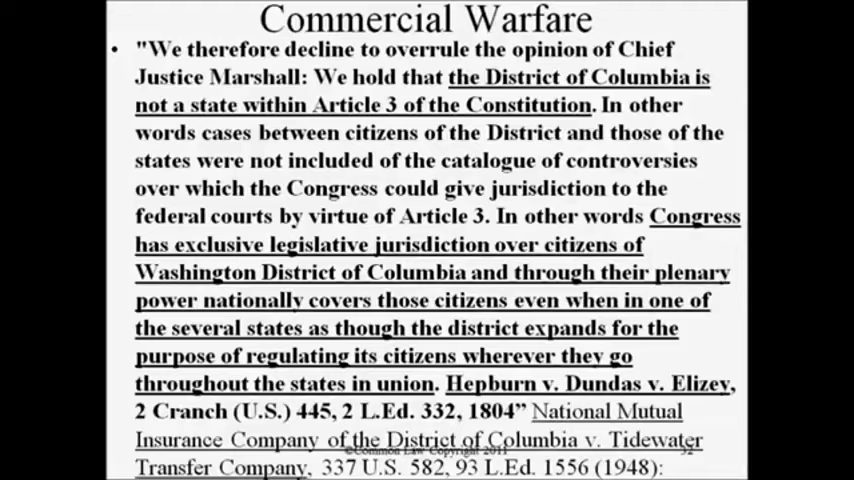 Commercial Warfare
• "We therefore decline to overrule the opinion of Chief
Justice Marshall: We hold that the District of Columbia is
not a state within Article 3 of the Constitution. In other
words cases between citizens of the District and those of the
states were not included of the catalogue of controversies
over which the Congress could give jurisdiction to the
federal courts by virtue of Article 3. In other words Congress
has exclusive legislative jurisdiction over citizens of
Washington District of Columbia and through their plenary
power nationally covers those citizens even when in one of
the several states as though the district expands for the
purpose of regulating its citizens wherever they go
throughout the states in union. Hepburn v. Dundas v. Elizey,
2 Cranch (U.S.) 445, 2 L.Ed. 332, 1804” National Mutual
Insurance Company of the District of Columbia v. Tidewater
©Common Law Copyright 2011 32
Transfer Company, 337 U.S. 582, 93 L.Ed. 1556 (1948):